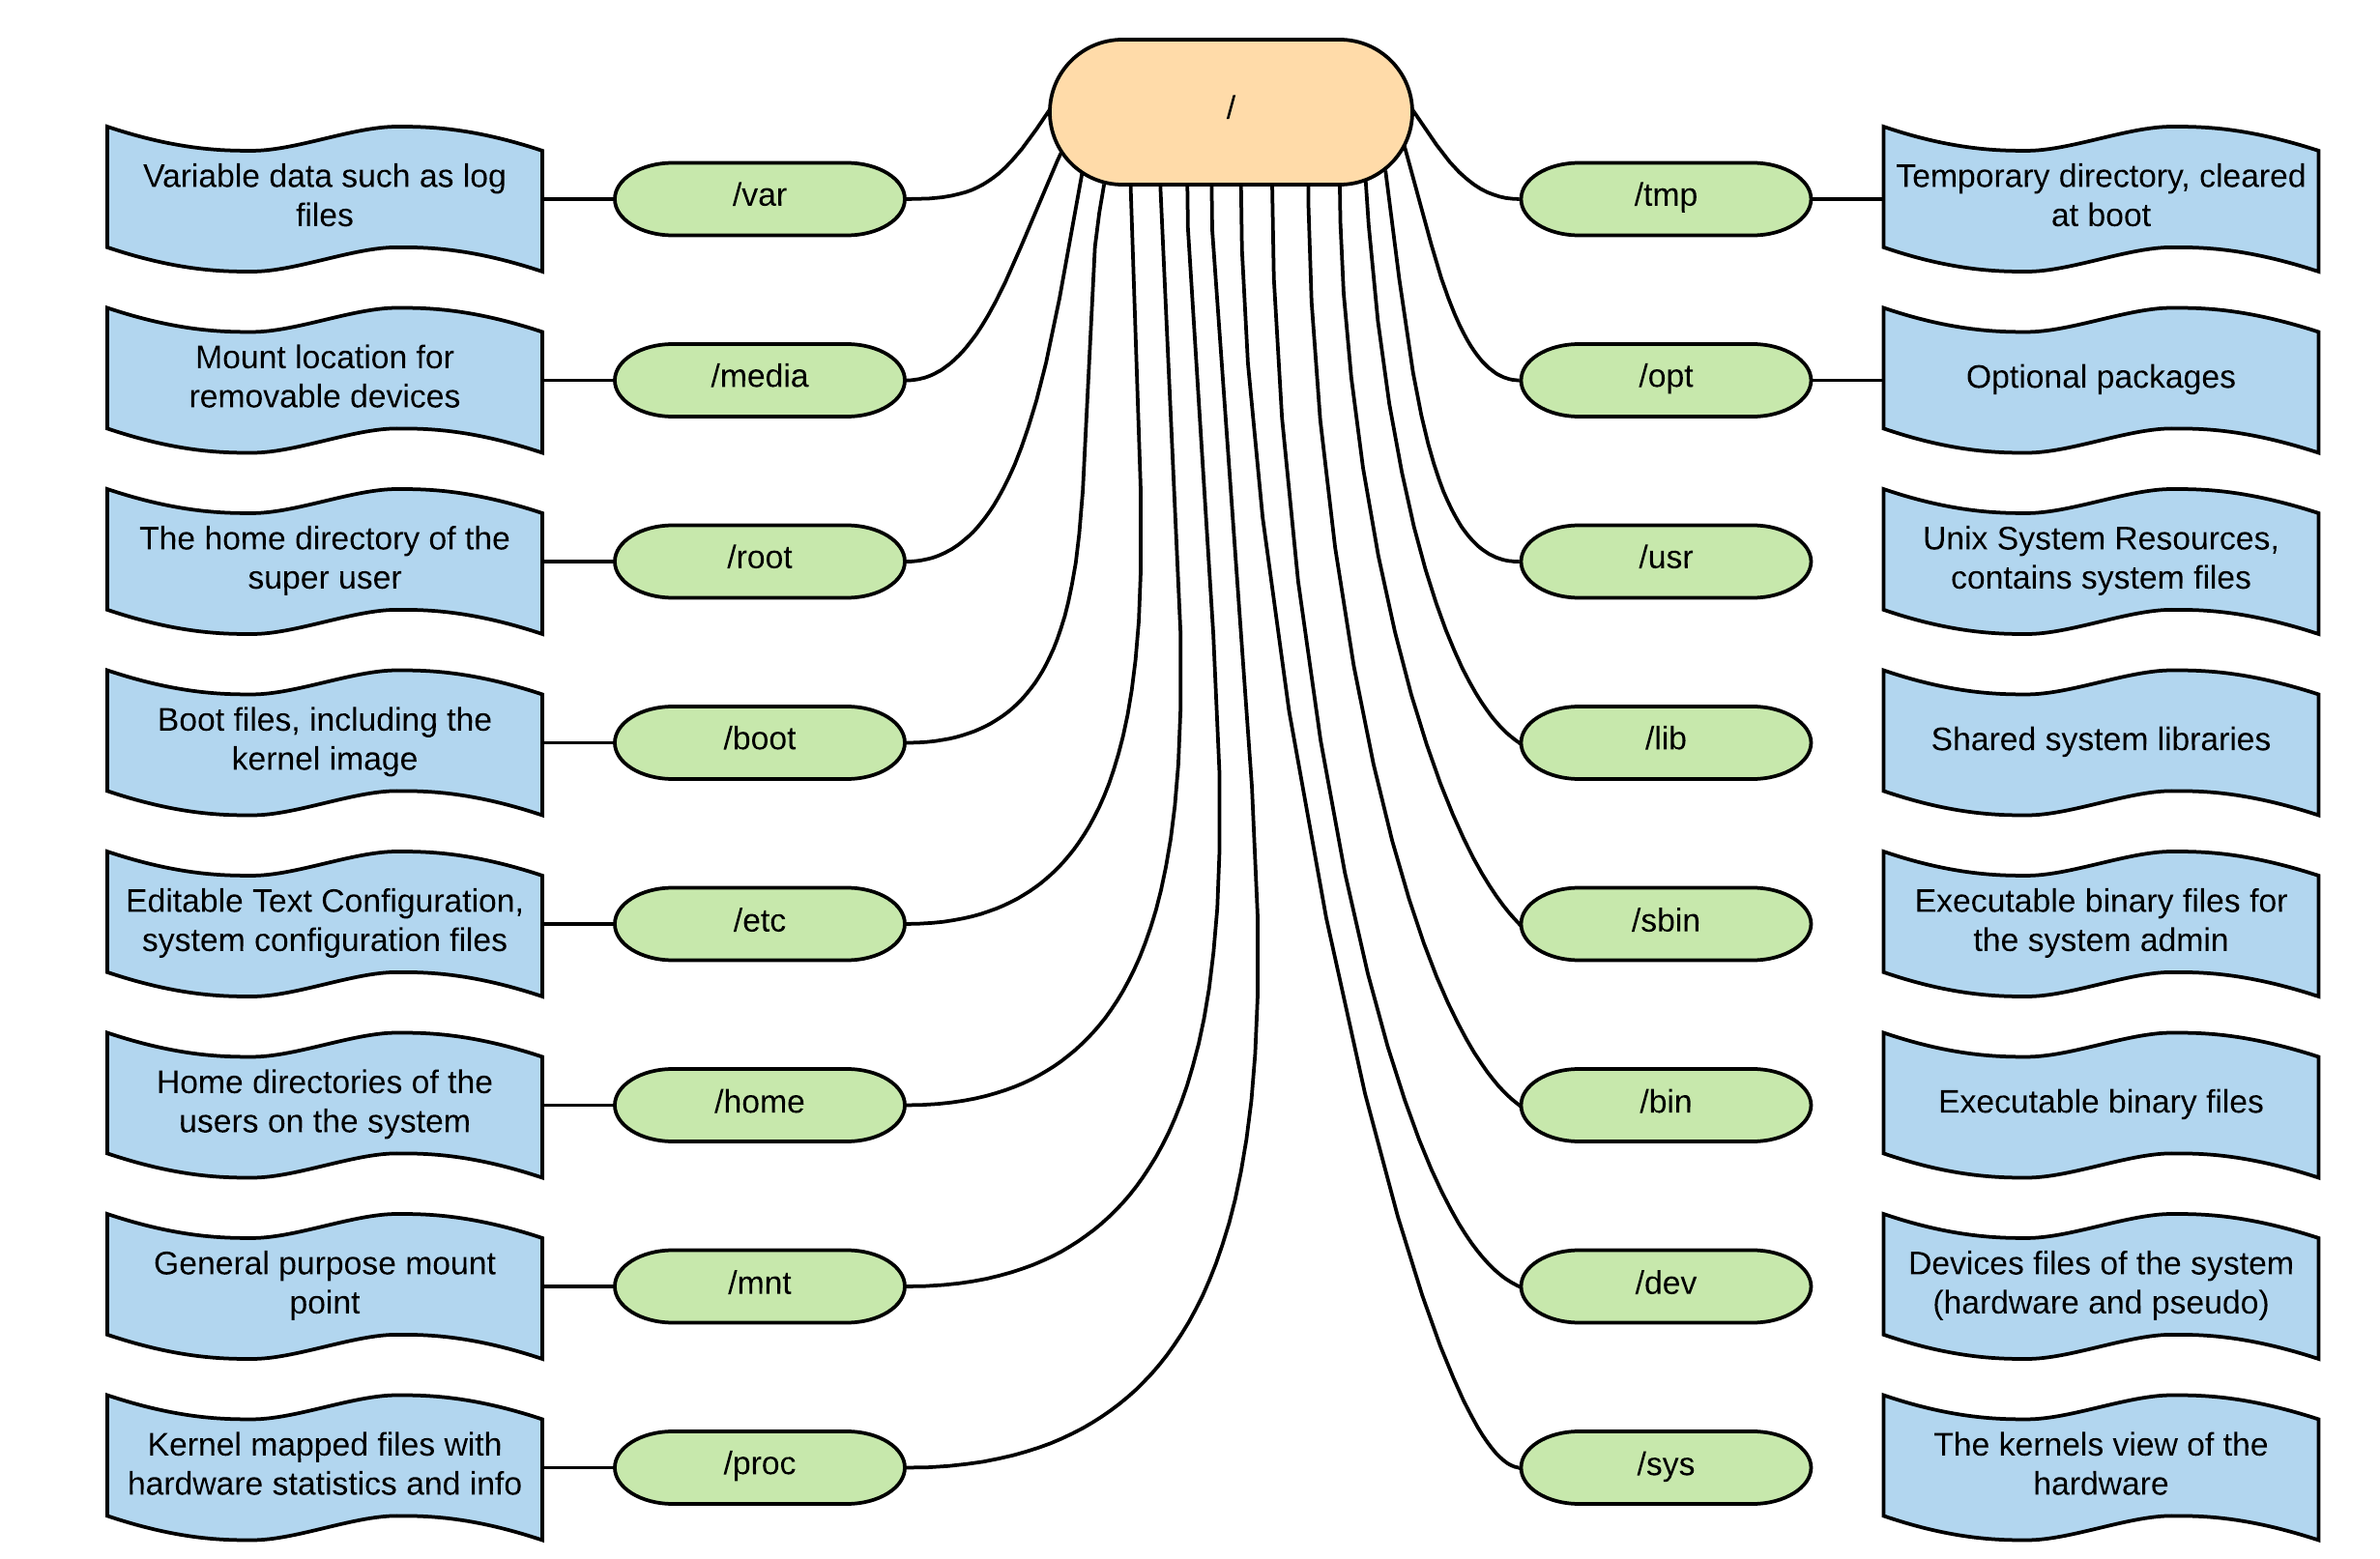 /
Variable data such as log
files
/var
/tmp
Temporary directory, cleared
at boot
Mount location for
removable devices
/media
/opt
Optional packages
The home directory of the
super user
/root
/usr
Unix System Resources,
contains system files
Boot files, including the
kernel image
/boot
/lib
Shared system libraries
Editable Text Configuration,
system configuration files
/etc
/sbin
Executable binary files for
the system admin
Home directories of the
users on the system
/home
/bin
Executable binary files
General purpose mount
point
/mnt
/dev
Devices files of the system
(hardware and pseudo)
Kernel mapped files with
hardware statistics and info
/proc
/sys
The kernels view of the
hardware